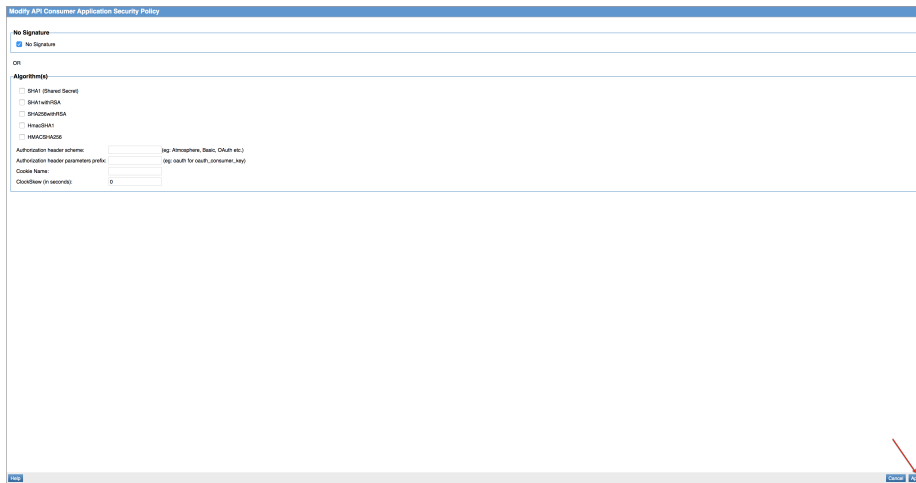 Modify API Consumer Application Security Policy
No Signature
No Signature
OR
Algorithm(s)
SHA1 (Shared Secret)
SHA1withRSA
SHA256withRSA
HmacSHA1
HMACSHA256
Authorization header scheme: (eg: Atmosphere, Basic, OAuth etc.)
Authorization header parameters prefix: (eg: oauth for oauth_consumer_key)
Cookie Name:
ClockSkew (in seconds): 0
Help Cancel